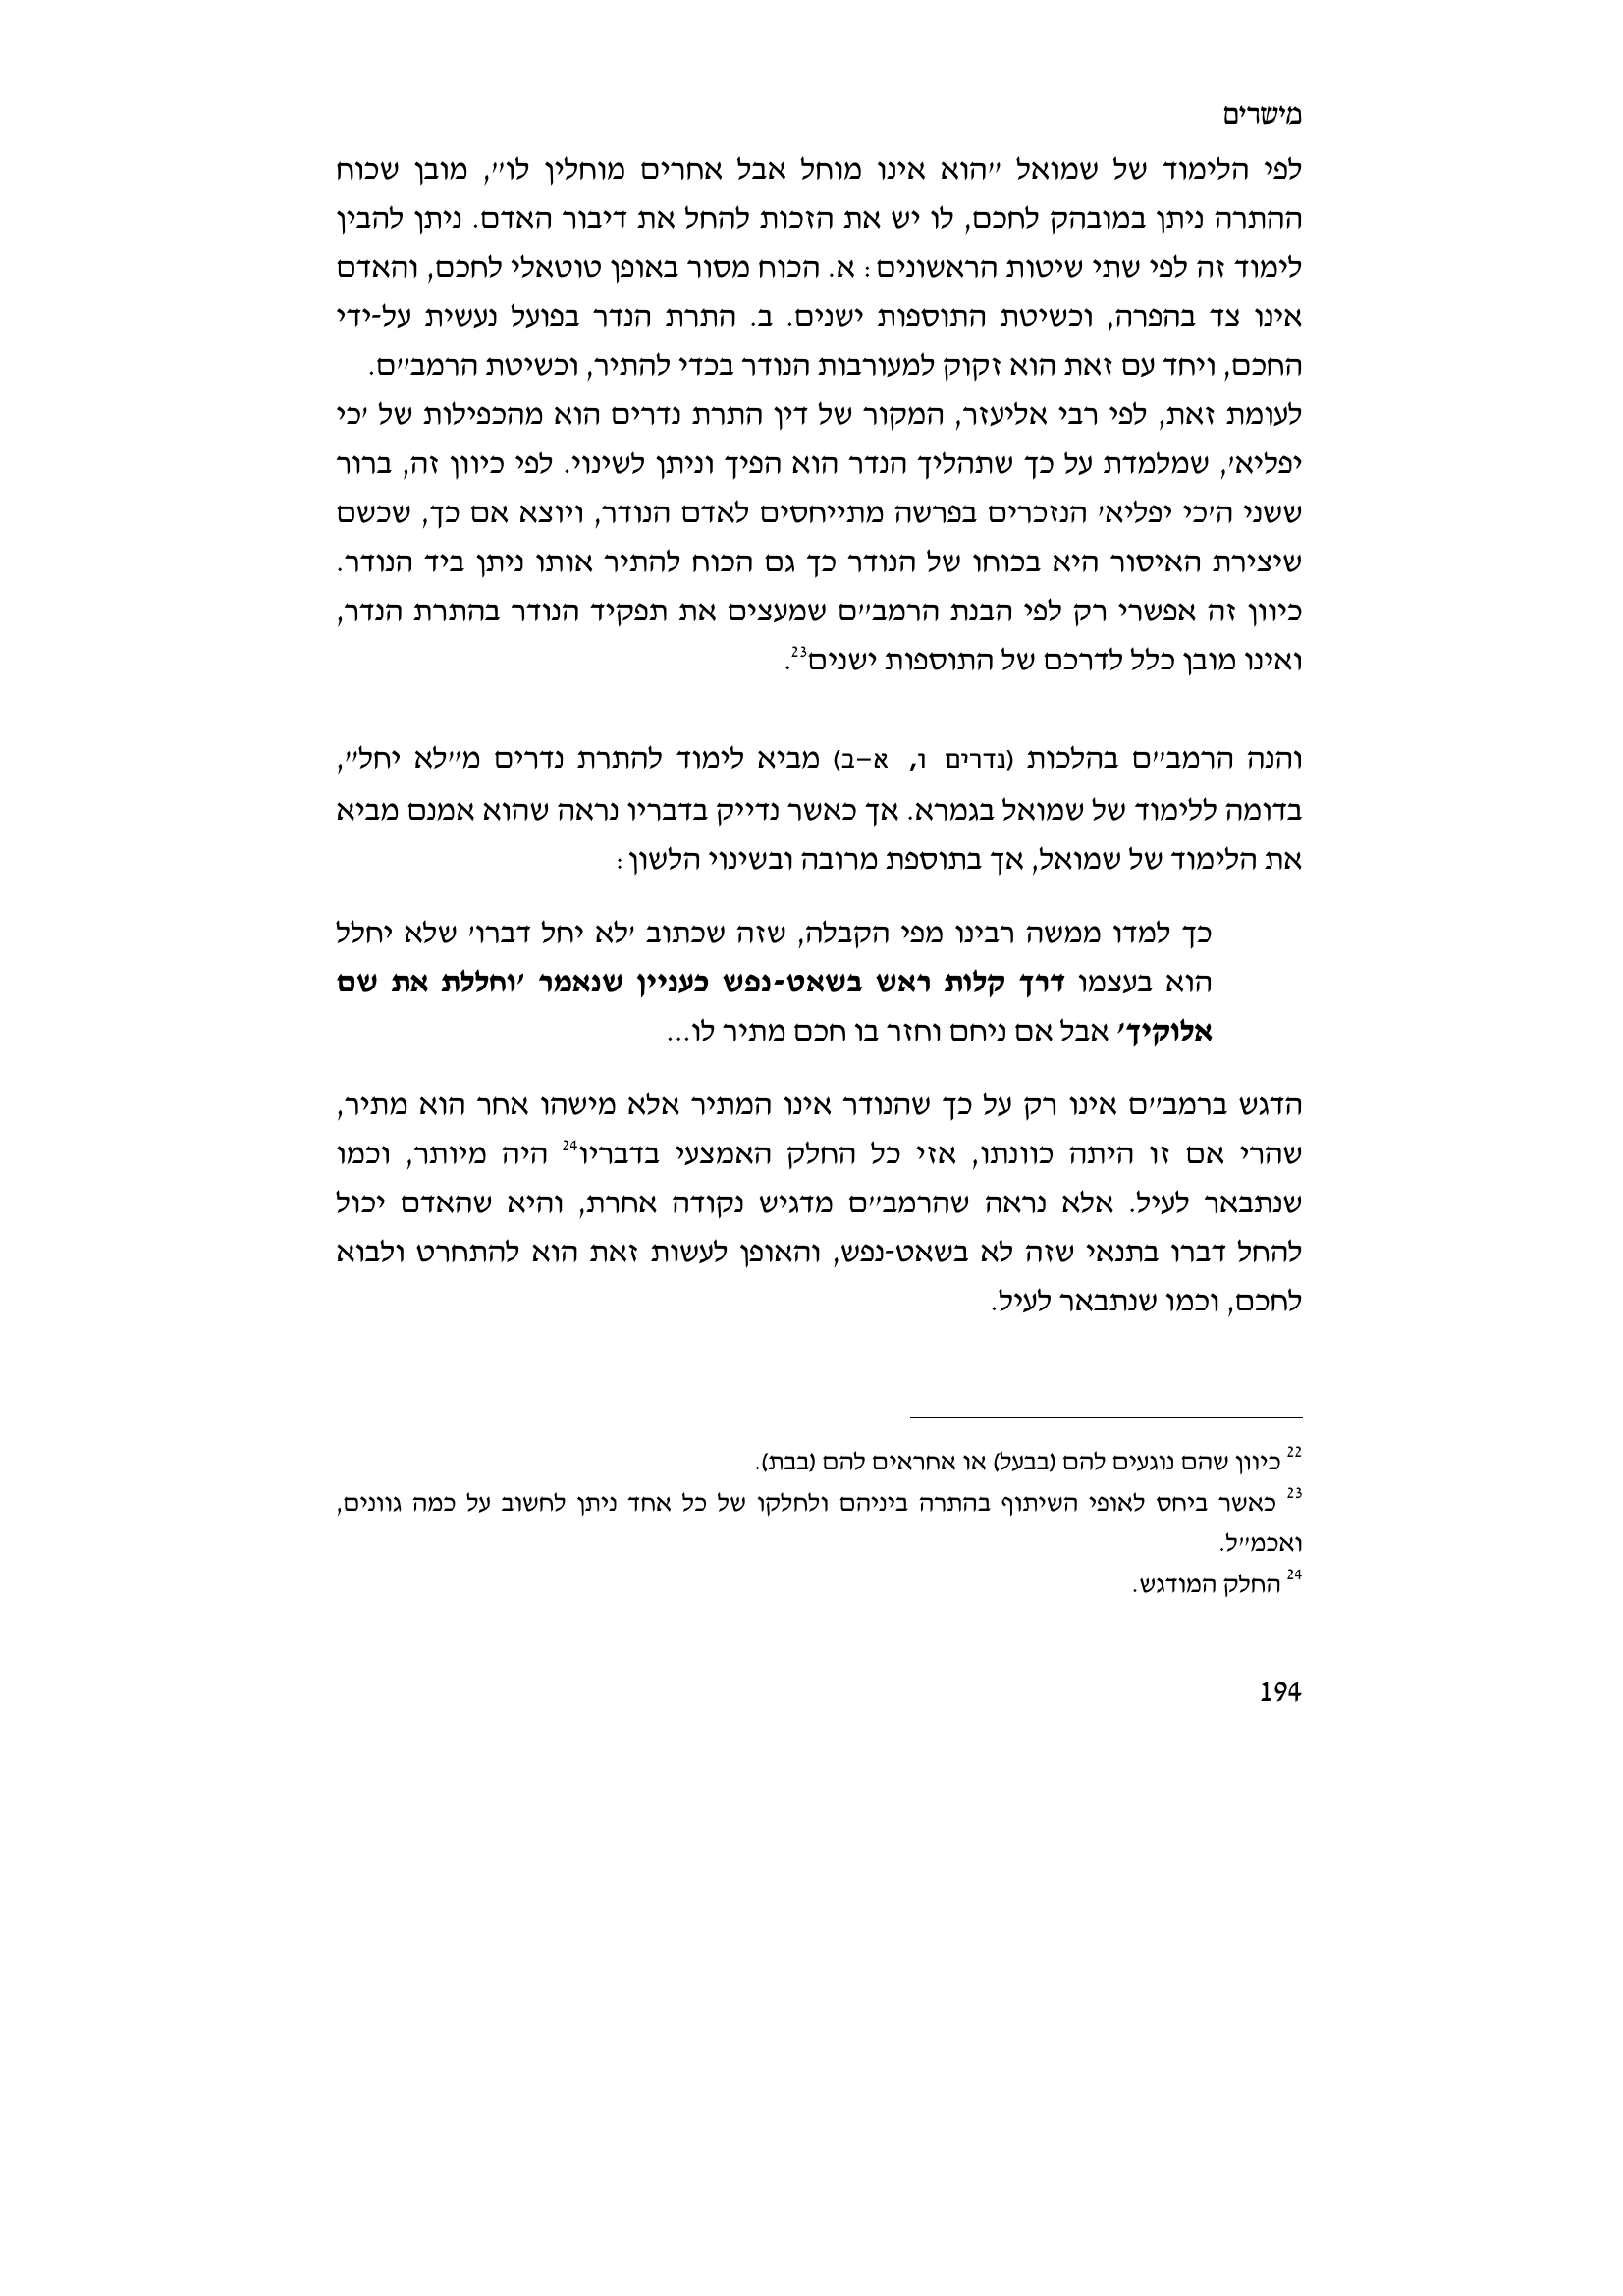 מישרים
לפי הלימוד של שמואל "הוא אינו מוחל אבל אחרים מוחלין לו", מובן שכוח
ההתרה ניתן במובהק לחכם, לו יש את הזכות להחל את דיבור האדם. ניתן להבין
לימוד זה לפי שתי שיטות הראשונים: א. הכוח מסור באופן טוטאלי לחכם, והאדם
אינו צד בהפרה, וכשיטת התוספות ישנים. ב. התרת הנדר בפועל נעשית על-ידי
החכם, ויחד עם זאת הוא זקוק למעורבות הנודר בכדי להתיר, וכשיטת הרמב"ם.
לעומת זאת, לפי רבי אליעזר, המקור של דין התרת נדרים הוא מהכפילות של 'כי
יפליא', שמלמדת על כך שתהליך הנדר הוא הפיך וניתן לשינוי. לפי כיוון זה, ברור
ששני ה'כי יפליא' הנזכרים בפרשה מתייחסים לאדם הנודר, ויוצא אם כך, שכשם
שיצירת האיסור היא בכוחו של הנודר כך גם הכוח להתיר אותו ניתן ביד הנודר.
כיוון זה אפשרי רק לפי הבנת הרמב"ם שמעצים את תפקיד הנודר בהתרת הנדר,
ואינו מובן כלל לדרכם של התוספות ישנים23.
והנה הרמב"ם בהלכות (נדרים ו, א–ב) מביא לימוד להתרת נדרים מ"לא יחל",
בדומה ללימוד של שמואל בגמרא. אך כאשר נדייק בדבריו נראה שהוא אמנם מביא
את הלימוד של שמואל, אך בתוספת מרובה ובשינוי הלשון:
כך למדו ממשה רבינו מפי הקבלה, שזה שכתוב 'לא יחל דברו' שלא יחלל
הוא בעצמו דרך קלות ראש בשאט-נפש כעניין שנאמר 'וחללת את שם
אלוקיך' אבל אם ניחם וחזר בו חכם מתיר לו...
הדגש ברמב"ם אינו רק על כך שהנודר אינו המתיר אלא מישהו אחר הוא מתיר,
שהרי אם זו היתה כוונתו, אזי כל החלק האמצעי בדבריו24 היה מיותר, וכמו
שנתבאר לעיל. אלא נראה שהרמב"ם מדגיש נקודה אחרת, והיא שהאדם יכול
להחל דברו בתנאי שזה לא בשאט-נפש, והאופן לעשות זאת הוא להתחרט ולבוא
לחכם, וכמו שנתבאר לעיל.
22 כיוון שהם נוגעים להם (בבעל) או אחראים להם (בבת).
23 כאשר ביחס לאופי השיתוף בהתרה ביניהם ולחלקו של כל אחד ניתן לחשוב על כמה גוונים,
ואכמ"ל.
24 החלק המודגש.
194